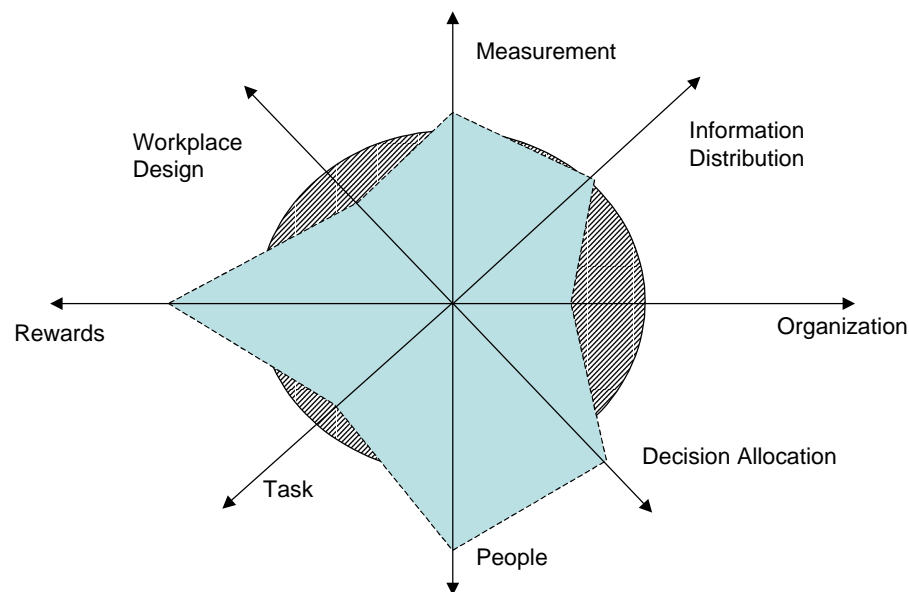 Measurement
Information
Distribution
Workplace
Design
Rewards
Organization
Decision Allocation
Task
People